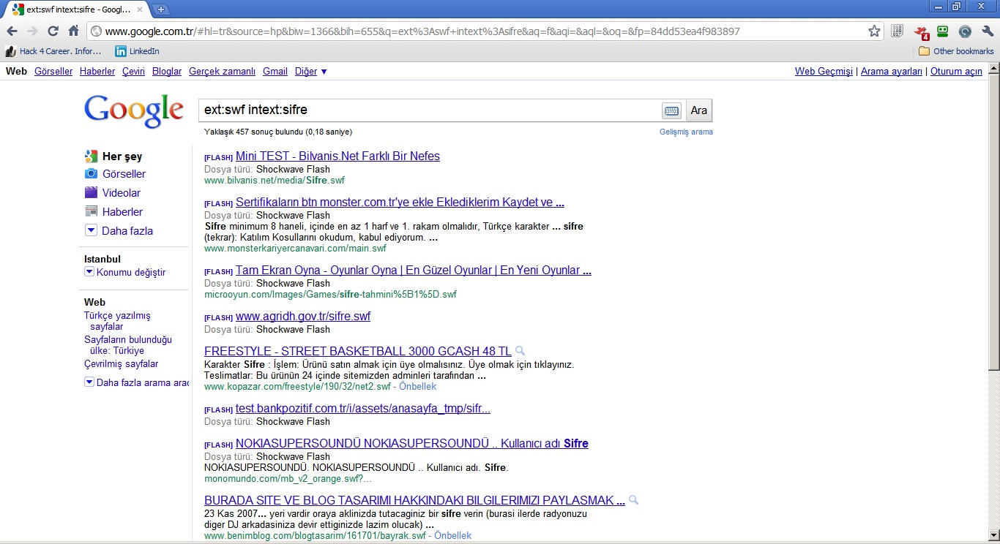 ext:swf intext:sifre - Googl...
www.google.com.tr/#hl=tr&source=hp&biw=1366&bih=655&q=ext%3Aswf+intext%3Asifre&aq=f&aqi=&aql=&oq=&fp=84dd53ea4f983897
4
Hack 4 Career. Infor...
LinkedIn
Other bookmarks
Web Görseller Haberler Çeviri Bloglar Gerçek zamanlı Gmail Diğer ▼
Web Geçmişi | Arama ayarları | Oturum açın
Google
ext:swf intext:sifre
Ara
Yaklaşık 457 sonuç bulundu (0,18 saniye)
Gelişmiş arama
Her şey
Görseller
Videolar
Haberler
Daha fazla
Istanbul
Konumu değiştir
Web
Türkçe yazılmış
sayfalar
Sayfaların bulunduğu
ülke: Türkiye
Çevrilmiş sayfalar
Daha fazla arama arac
[FLASH] Mini TEST - Bilvanis.Net Farklı Bir Nefes
Dosya türü: Shockwave Flash
www.bilvanis.net/media/Sifre.swf
[FLASH] Sertifikaların btn monster.com.tr'ye ekle Eklediklerim Kaydet ve ...
Dosya türü: Shockwave Flash
Sifre minimum 8 haneli, içinde en az 1 harf ve 1. rakam olmalıdır, Türkçe karakter ... sifre
(tekrar): Katılım Kosullarını okudum, kabul ediyorum. ...
www.monsterkariyercanavari.com/main.swf
[FLASH] Tam Ekran Oyna - Oyunlar Oyna | En Güzel Oyunlar | En Yeni Oyunlar ...
Dosya türü: Shockwave Flash
microoyun.com/Images/Games/sifre-tahmini%5B1%5D.swf
[FLASH] www.agridh.gov.tr/sifre.swf
Dosya türü: Shockwave Flash
FREESTYLE - STREET BASKETBALL 3000 GCASH 48 TL
Karakter Sifre : İşlem: Ürünü satın almak için üye olmalısınız. Üye olmak için tıklayınız.
Teslimatlar: Bu ürünün 24 içinde sitemizden adminleri tarafından ...
www.kopazar.com/freestyle/190/32/net2.swf - Önbellek
[FLASH] test.bankpozitif.com.tr/i/assets/anasayfa_tmp/sifr...
Dosya türü: Shockwave Flash
[FLASH] NOKIASUPERSOUNDÜ NOKIASUPERSOUNDÜ .. Kullanıcı adı Sifre
Dosya türü: Shockwave Flash
NOKIASUPERSOUNDÜ. NOKIASUPERSOUNDÜ .. Kullanıcı adı. Sifre.
monomundo.com/mb_v2_orange.swf?...
BURADA SITE VE BLOG TASARIMI HAKKINDAKI BILGILERIMIZI PAYLASMAK ...
23 Kas 2007... yeri vardir oraya aklinizda tutacaginiz bir sifre verin (burasi ilerde radyonuzu
diger DJ arkadasiniza devir ettiginizde lazim olucak) ...
www.benimblog.com/blogtasarim/161701/bayrak.swf - Önbellek